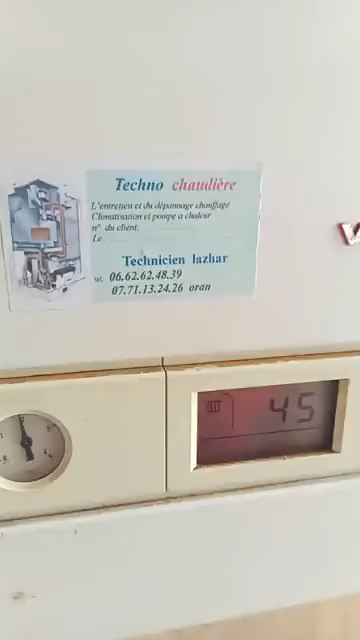 Techno chaudière
L'entretien et du dépannage chauffage
Climatisation et pompe a chaleur
n° du client:
Le
Technicien lazhar
tel: 06.62.62.48.39
07.71.13.24.26 oran
45